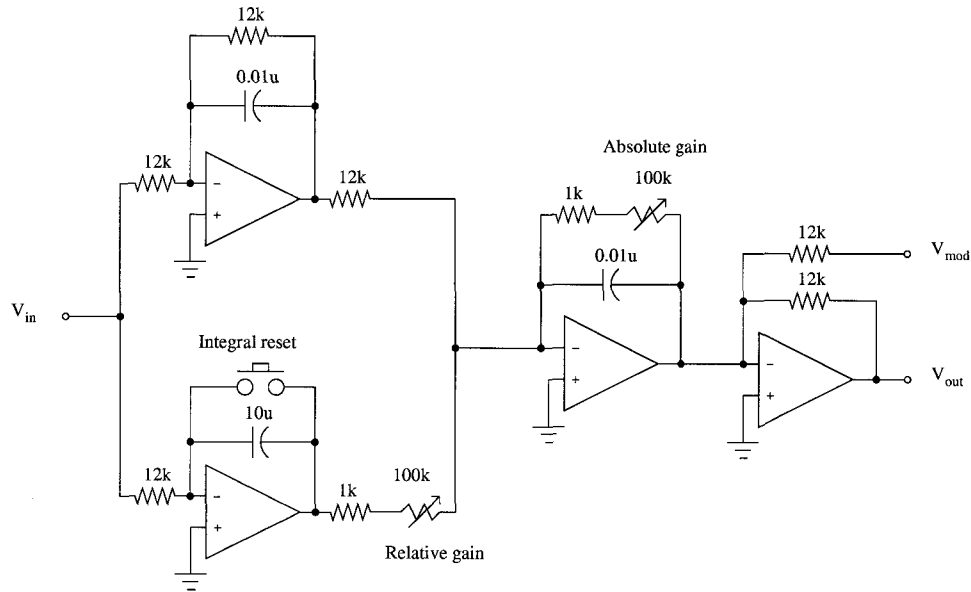 12k
0.01u
12k
-
+
12k
Absolute gain
1k
100k
0.01u
-
+
12k
V_mod
12k
V_out
-
+
V_in
Integral reset
10u
12k
-
+
1k
100k
Relative gain